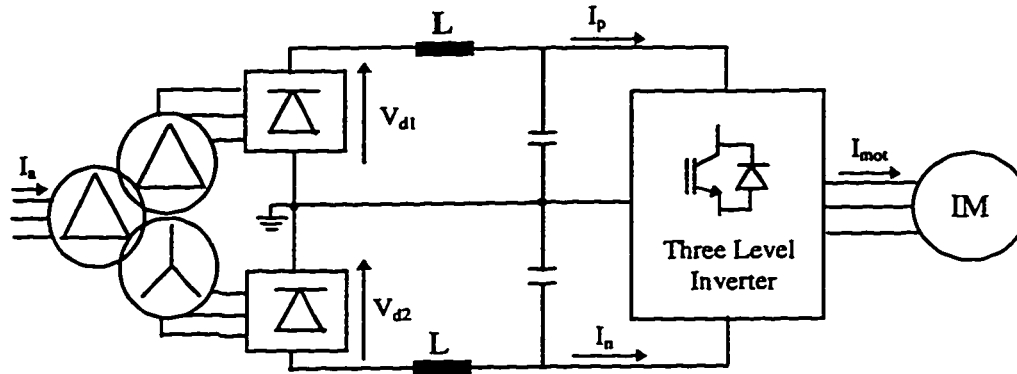 L
I_p
V_d1
I_a
I_mot
IM
Three Level
Inverter
V_d2
L
I_n